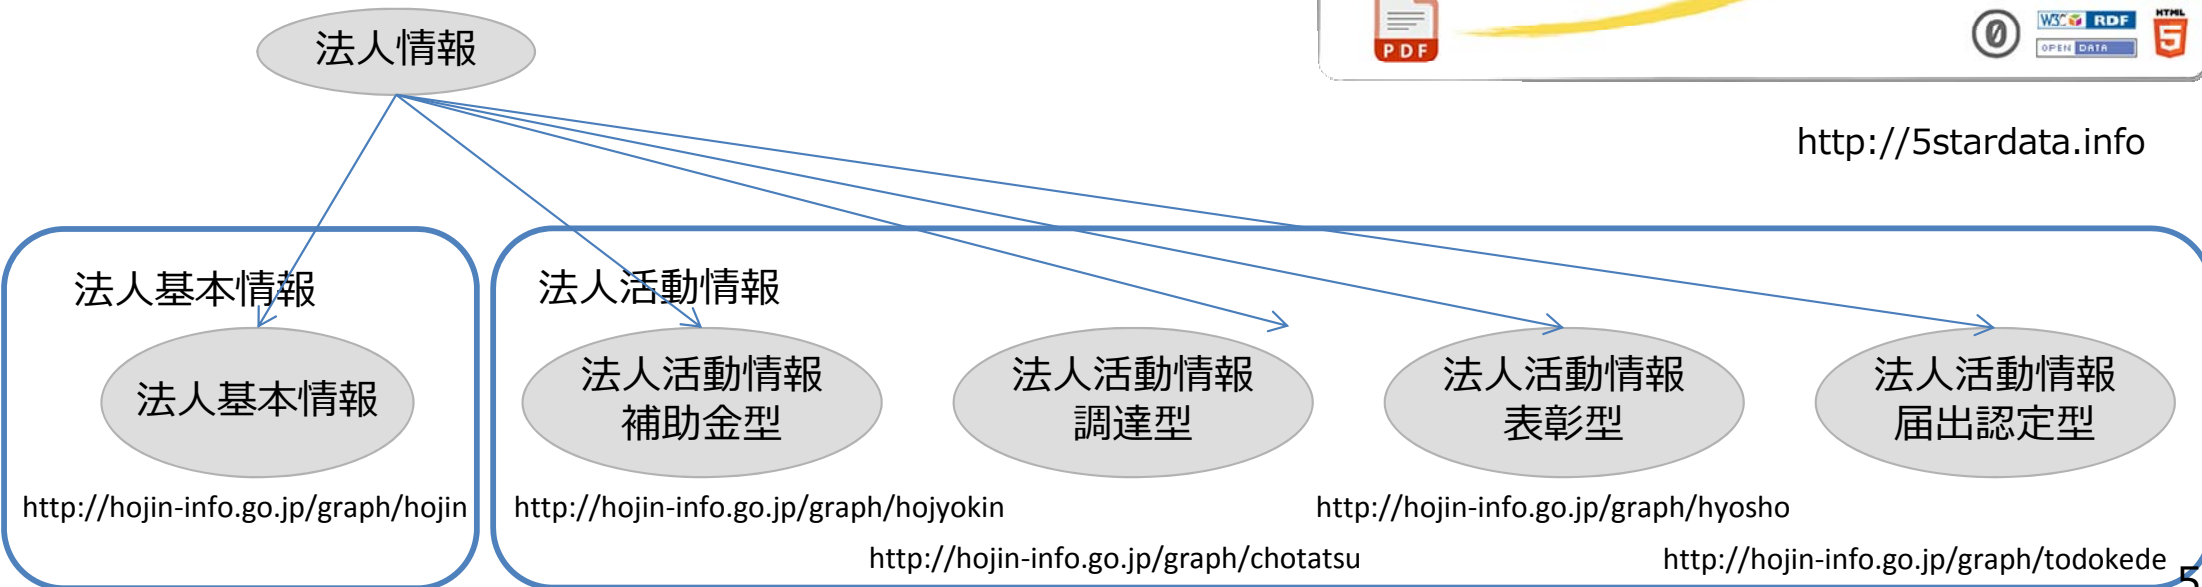 法人情報
PDF
W3C RDF
OPEN DATA
HTML
5
http://5stardata.info
法人基本情報
法人活動情報
法人基本情報
法人活動情報
補助金型
法人活動情報
調達型
法人活動情報
表彰型
法人活動情報
届出認定型
http://hojin-info.go.jp/graph/hojin
http://hojin-info.go.jp/graph/hojyokin
http://hojin-info.go.jp/graph/hyosho
http://hojin-info.go.jp/graph/chotatsu
http://hojin-info.go.jp/graph/todokede